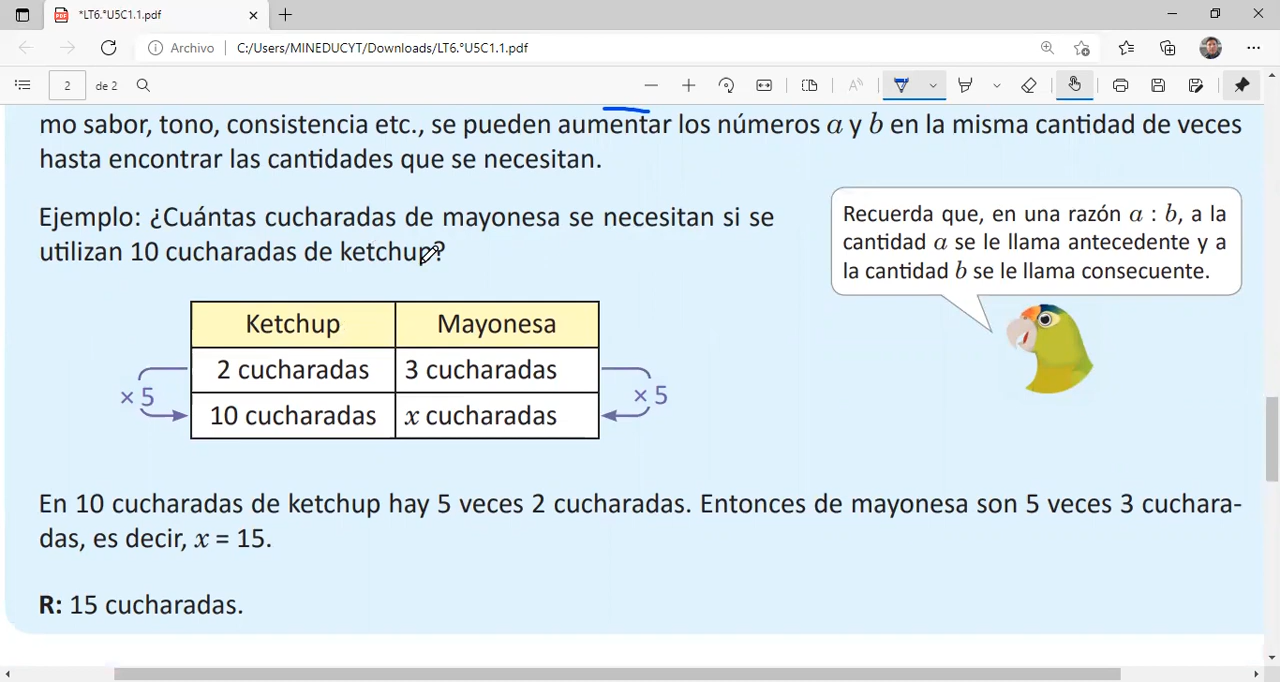 *LT6.°U5C1.1.pdf
Archivo
C:/Users/MINEDUCYT/Downloads/LT6.°U5C1.1.pdf
2
de 2
mo sabor, tono, consistencia etc., se pueden aumentar los números a y b en la misma cantidad de veces
hasta encontrar las cantidades que se necesitan.
Ejemplo: ¿Cuántas cucharadas de mayonesa se necesitan si se
utilizan 10 cucharadas de ketchup?
Recuerda que, en una razón a : b, a la
cantidad a se le llama antecedente y a
la cantidad b se le llama consecuente.
Ketchup
Mayonesa
2 cucharadas
3 cucharadas
× 5
× 5
10 cucharadas
x cucharadas
En 10 cucharadas de ketchup hay 5 veces 2 cucharadas. Entonces de mayonesa son 5 veces 3 cuchara-
das, es decir, x = 15.
R: 15 cucharadas.